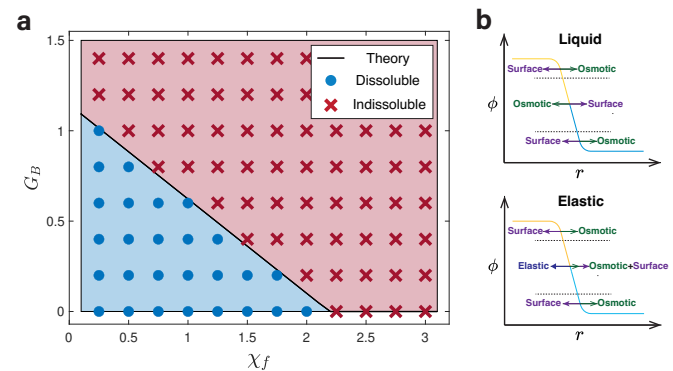 a
b
1.5
1
0.5
0
G_B
0
0.5
1
1.5
2
2.5
3
χ_f
Theory
Dissoluble
Indissoluble
Liquid
Surface Osmotic
Osmotic Surface
Surface Osmotic
ϕ
r
Elastic
Surface Osmotic
Elastic Osmotic+Surface
Surface Osmotic
ϕ
r